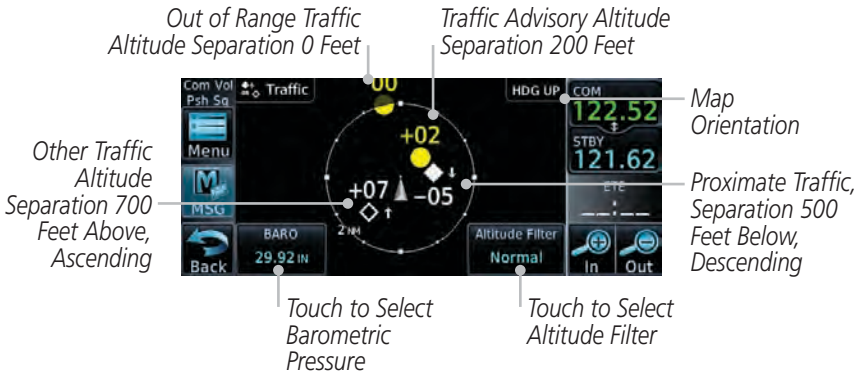 Out of Range Traffic
Altitude Separation 0 Feet
Traffic Advisory Altitude
Separation 200 Feet
Com Vol
Psh Sq
Traffic
00
HDG UP
COM
122.52
STBY
121.62
ETE
__:__
Menu
MSG
Back
+02
+07
-05
2 NM
BARO
29.92 IN
Altitude Filter
Normal
In
Out
Map
Orientation
Other Traffic
Altitude
Separation 700
Feet Above,
Ascending
Proximate Traffic,
Separation 500
Feet Below,
Descending
Touch to Select
Barometric
Pressure
Touch to Select
Altitude Filter